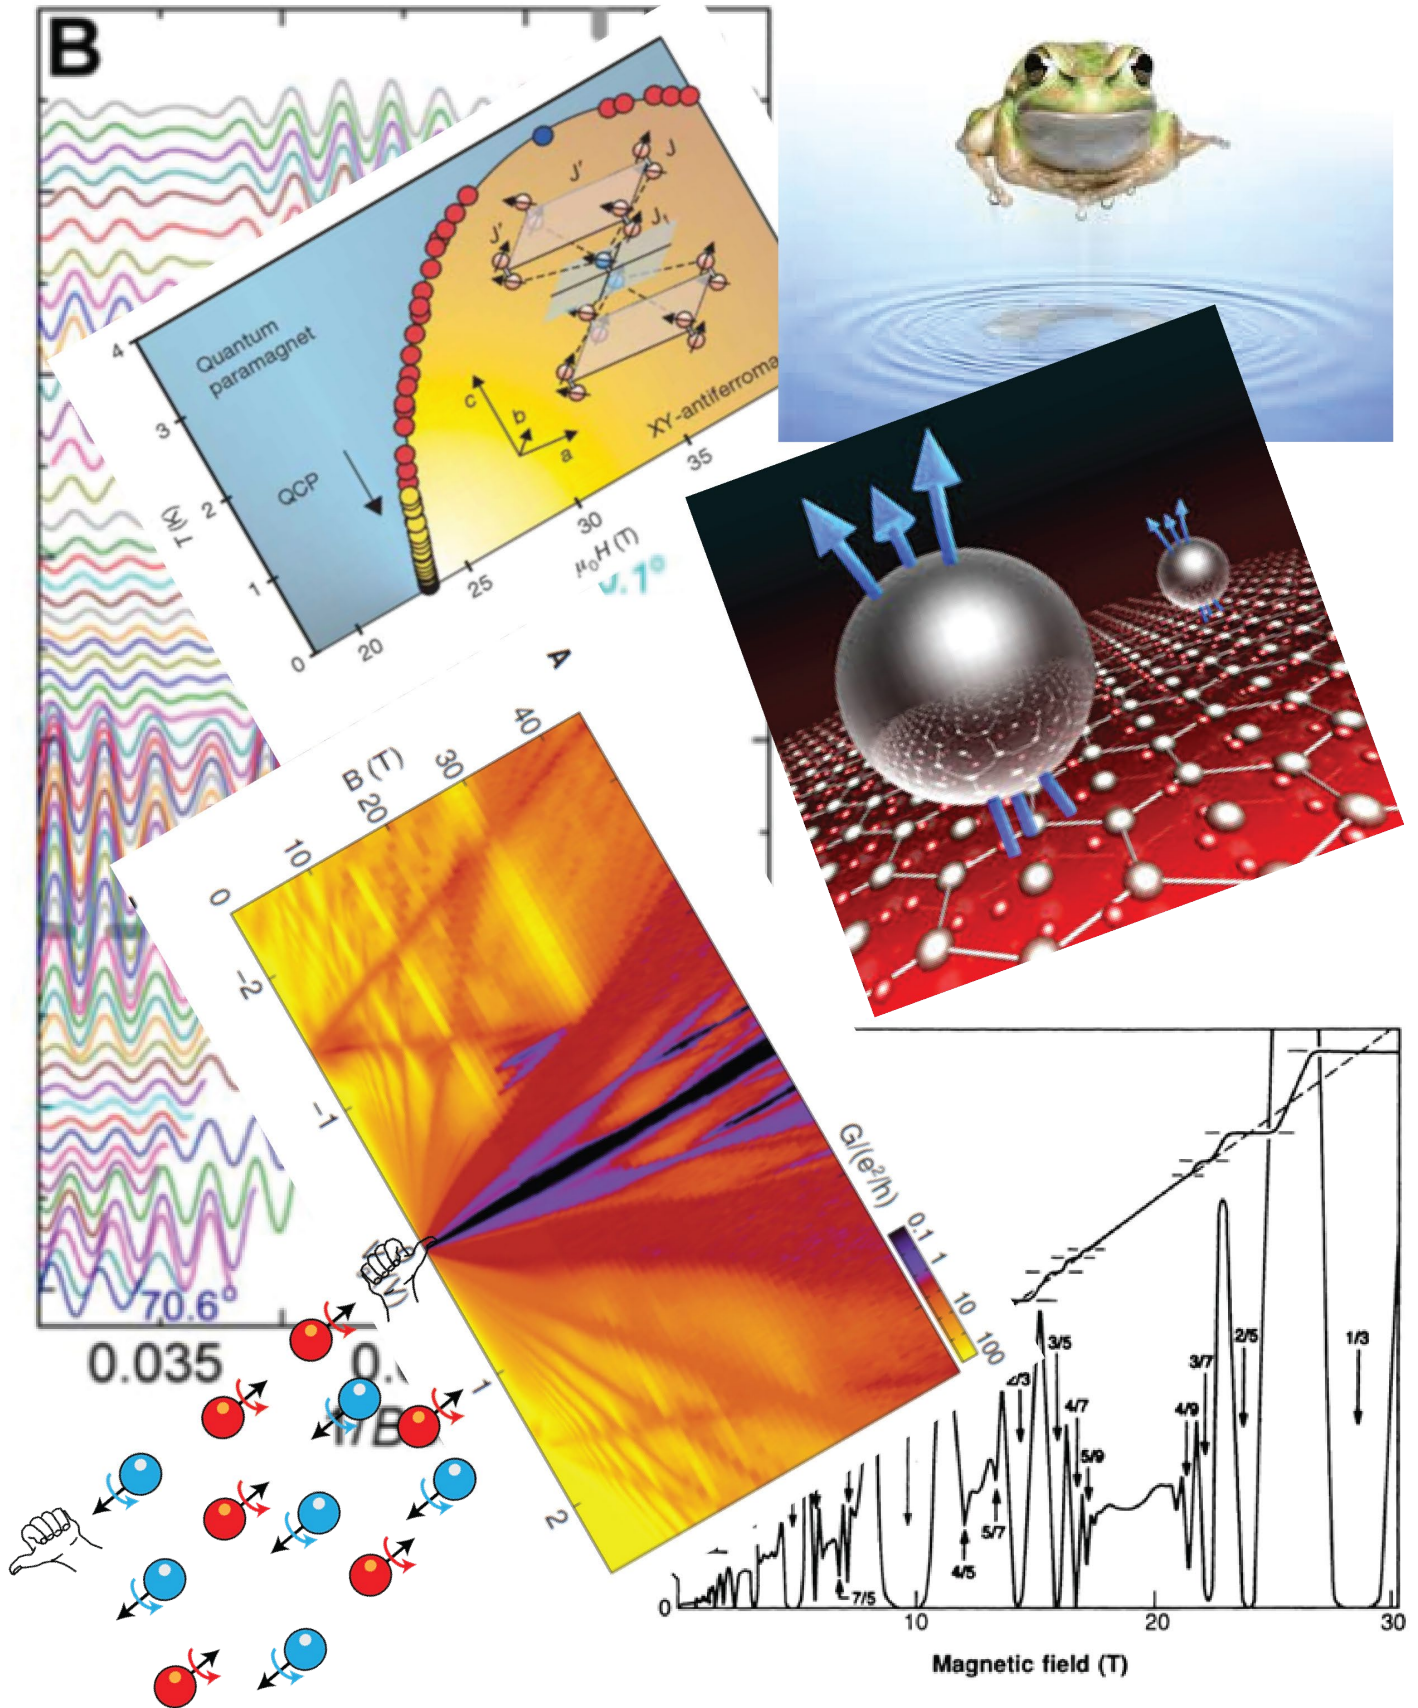 B
Quantum
paramagnet
QCP
XY-antiferroma
J
J'
J₁
J'
c
b
a
4
3
2
1
0
T (K)
20
25
30
35
μ₀H (T)
A
B (T)
0
10
20
30
40
-2
-1
1
2
G/(e²/h)
0.1
1
10
100
70.6°
0.035
2/3
3/5
4/7
5/9
4/9
3/7
2/5
1/3
5/7
4/5
7/5
0
10
20
30
Magnetic field (T)